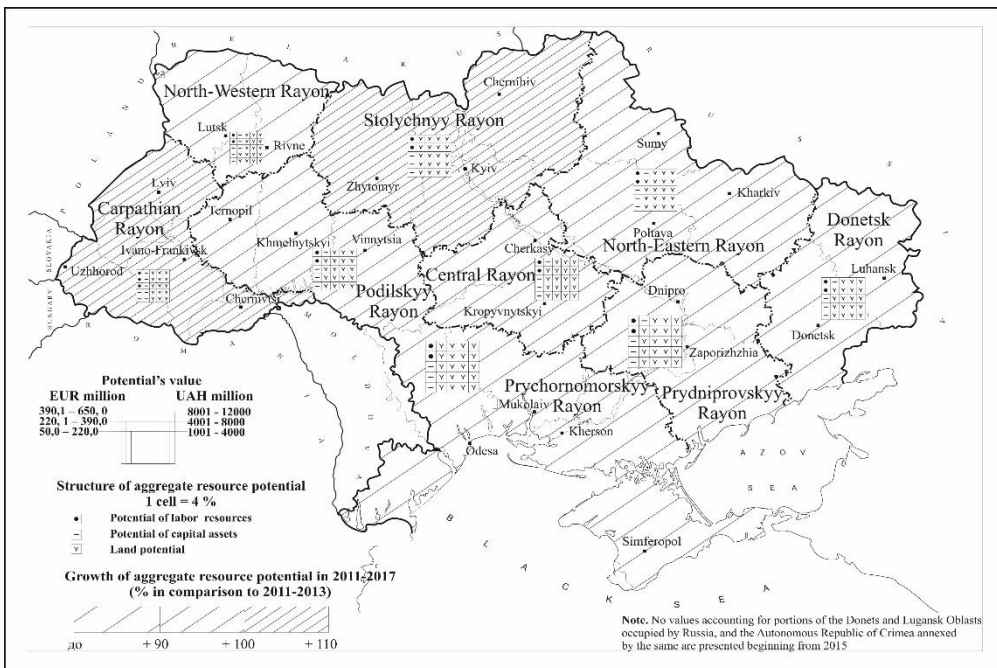 BELARUS
POLAND
RUSSIA
Chernihiv
North-Western Rayon
Stolychnyy Rayon
Lutsk
Rivne
Sumy
Kyiv
Zhytomyr
Lviv
Kharkiv
Carpathian
Rayon
Ternopil
Donetsk
Rayon
Poltava
North-Eastern Rayon
Khmelnytskyi
Vinnytsia
Cherkasy
Ivano-Frankivsk
SLOVAKIA
Uzhhorod
Central Rayon
Luhansk
Podilskyy
Rayon
Dnipro
Chernivtsi
Kropyvnytskyi
Donetsk
ROMANIA
MOLDOVA
Zaporizhzhia
Prychornomorskyy
Rayon
Prydniprovskyy
Rayon
Mukolaiv
Kherson
Odesa
AZOV
SEA
Simferopol
BLACK SEA
Potential's value
EUR million UAH million
390,1 – 650, 0 8001 - 12000
220, 1 – 390,0 4001 - 8000
50,0 – 220,0 1001 - 4000
Structure of aggregate resource potential
1 cell = 4 %
Potential of labor resources
Potential of capital assets
Land potential
Growth of aggregate resource potential in 2011-2017
(% in comparison to 2011-2013)
до + 90 + 100 + 110
Note. No values accounting for portions of the Donets and Lugansk Oblasts
occupied by Russia, and the Autonomous Republic of Crimea annexed
by the same are presented beginning from 2015